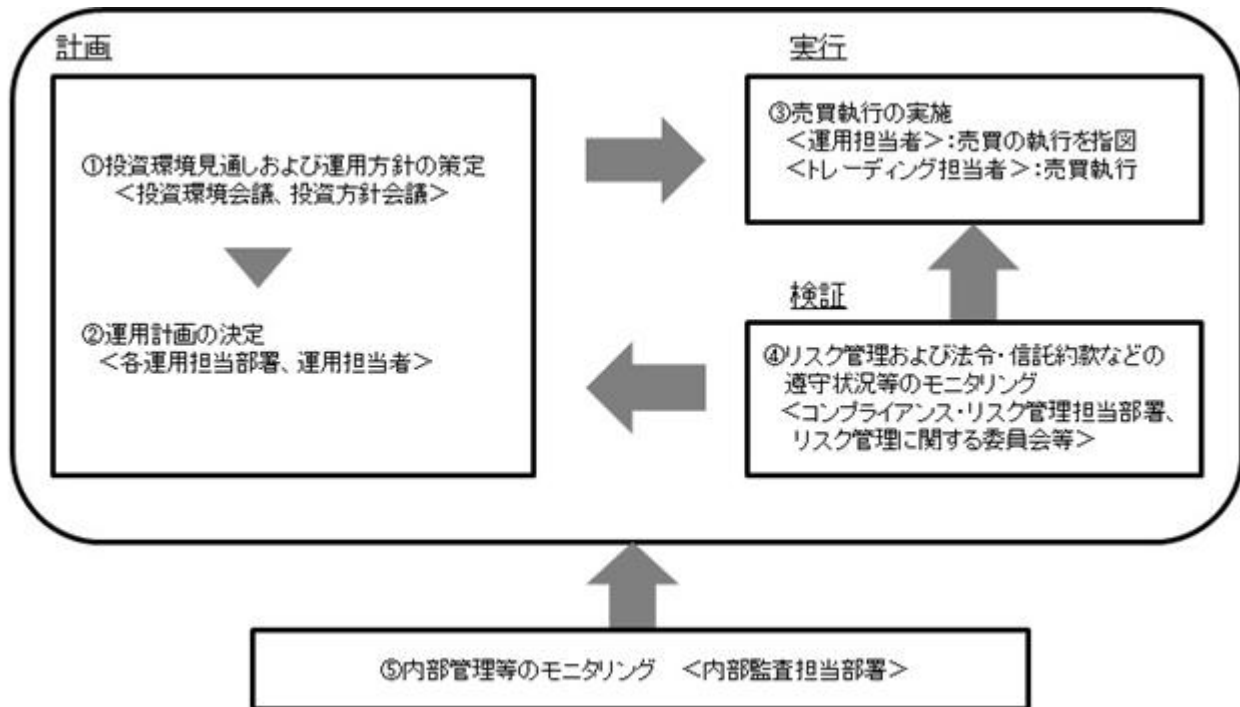 計画
①投資環境見通しおよび運用方針の策定
＜投資環境会議、投資方針会議＞
②運用計画の決定
＜各運用担当部署、運用担当者＞
実行
③売買執行の実施
＜運用担当者＞：売買の執行を指図
＜トレーディング担当者＞：売買執行
検証
④リスク管理および法令・信託約款などの
遵守状況等のモニタリング
＜コンプライアンス・リスク管理担当部署、
リスク管理に関する委員会等＞
⑤内部管理等のモニタリング　＜内部監査担当部署＞